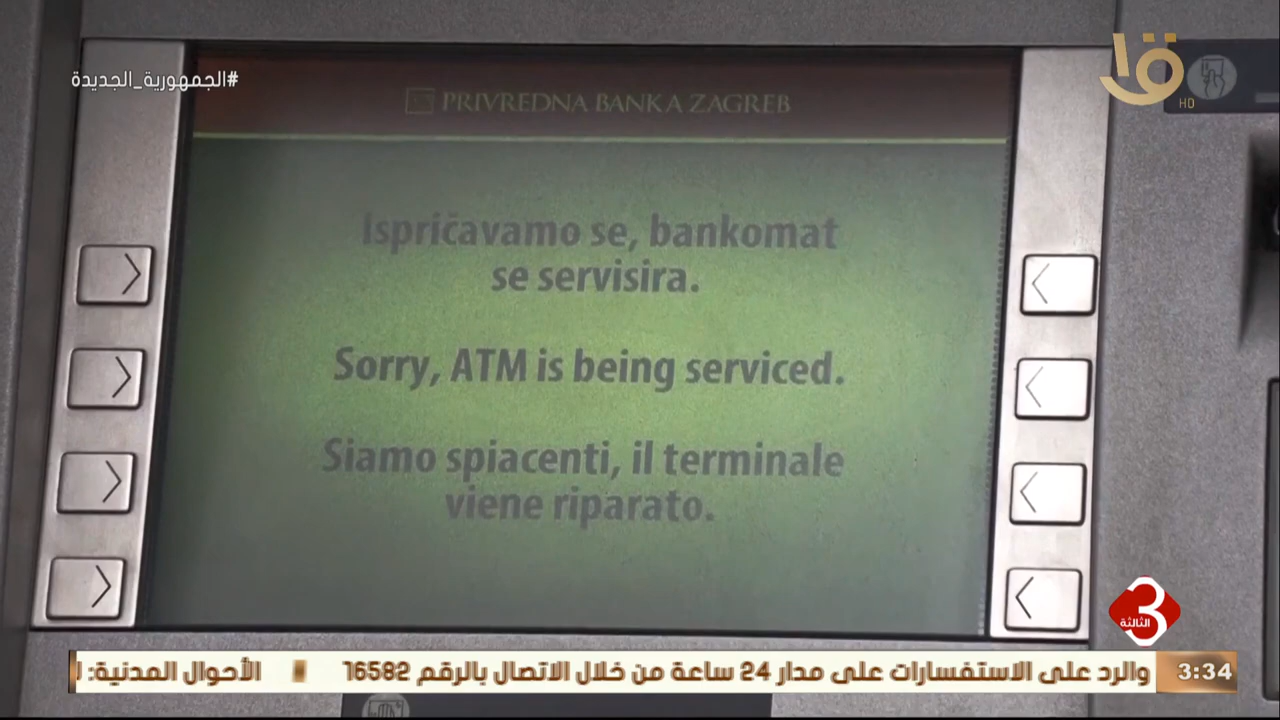 #الجمهورية_الجديدة
HD
PRIVREDNA BANKA ZAGREB
Ispričavamo se, bankomat
se servisira.
Sorry, ATM is being serviced.
Siamo spiacenti, il terminale
viene riparato.
3
الثالثة
3:34
والرد على الاستفسارات على مدار 24 ساعة من خلال الاتصال بالرقم 16582
الأحوال المدنية: